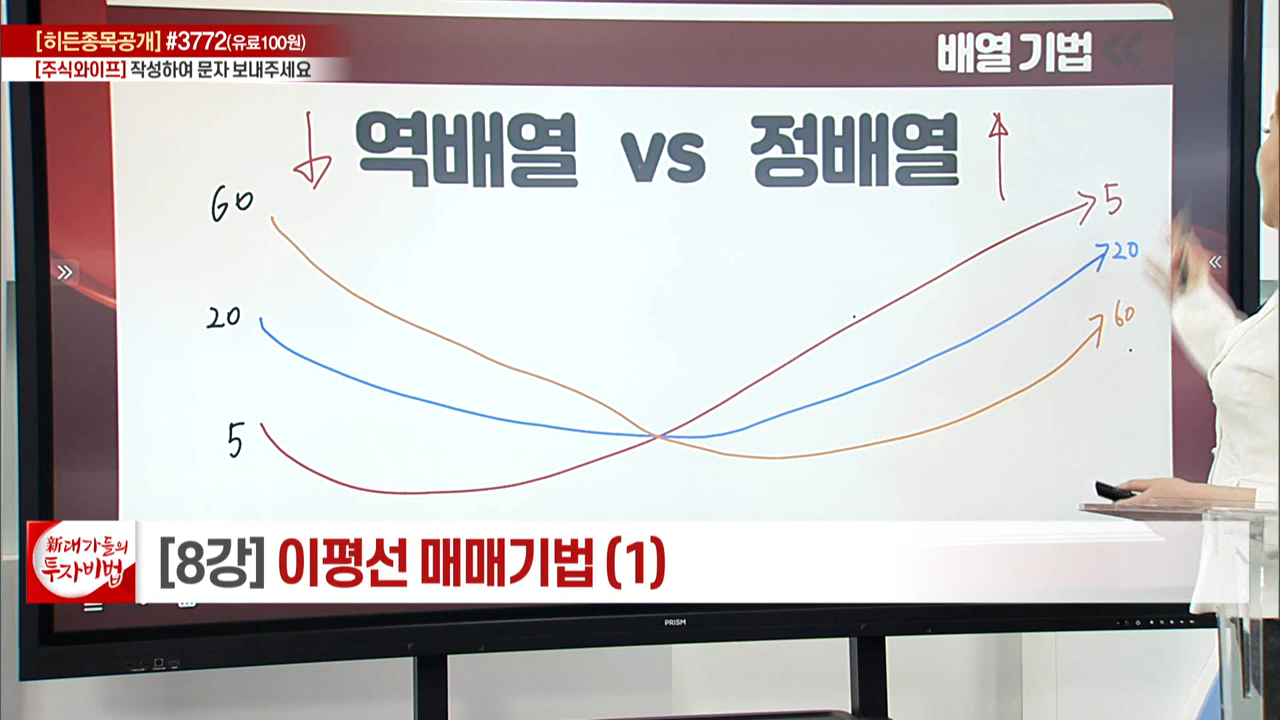 [히든종목공개] #3772(유료100원)
[주식와이프] 작성하여 문자 보내주세요
배열 기법
역배열 vs 정배열
60
20
5
5
20
60
新대가들의
투자비법
[8강] 이평선 매매기법 (1)
PRISM